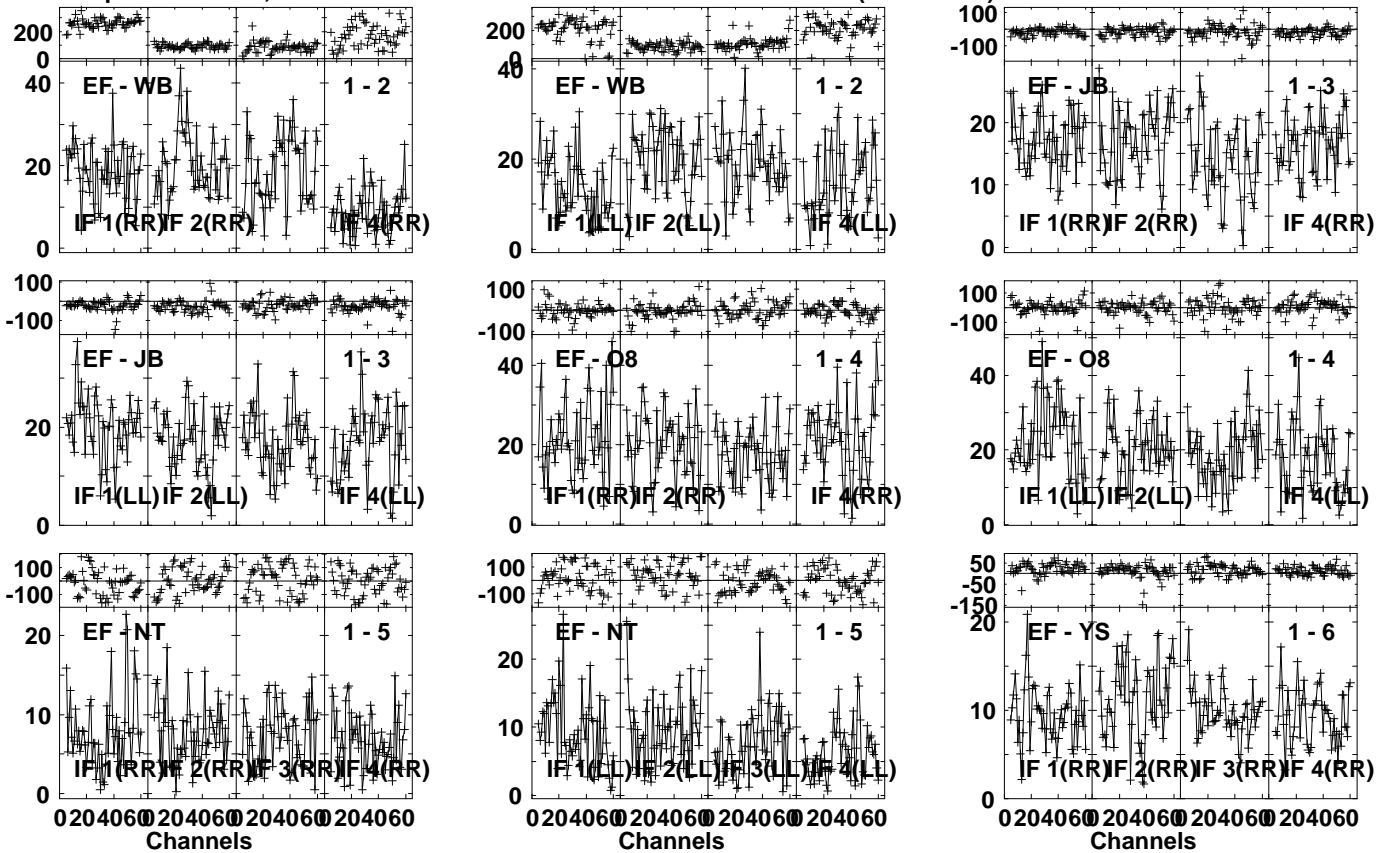 200 200 100
0 0 -100
40 EF - WB 1 - 2 40 EF - WB 1 - 2 EF - JB 1 - 3
30
20 20 20
10
IF 1(RR) IF 2(RR) IF 4(RR) IF 1(LL) IF 2(LL) IF 4(LL) IF 1(RR) IF 2(RR) IF 4(RR)
0 0 0
100 100 100
-100 -100 -100
EF - JB 1 - 3 EF - O8 1 - 4 EF - O8 1 - 4
40 40
20 20 20
IF 1(LL) IF 2(LL) IF 4(LL) IF 1(RR) IF 2(RR) IF 4(RR) IF 1(LL) IF 2(LL) IF 4(LL)
0 0 0
100 100 50
-100 -100 -50
-150
20 EF - NT 1 - 5 EF - NT 1 - 5 20 EF - YS 1 - 6
20
10 10 10
IF 1(RR) IF 2(RR) IF 3(RR) IF 4(RR) IF 1(LL) IF 2(LL) IF 3(LL) IF 4(LL) IF 1(RR) IF 2(RR) IF 3(RR) IF 4(RR)
0 0 0
0 20 40 60 0 20 40 60 0 20 40 60 0 20 40 60 0 20 40 60 0 20 40 60 0 20 40 60 0 20 40 60 0 20 40 60 0 20 40 60 0 20 40 60 0 20 40 60
Channels Channels Channels